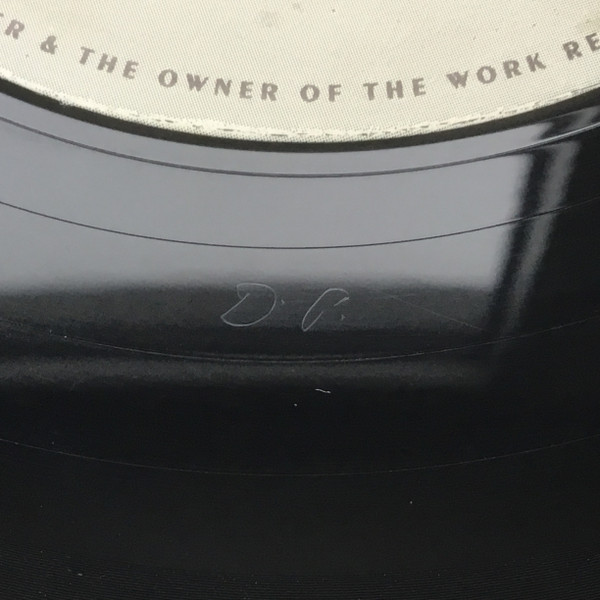 R & THE OWNER OF THE WORK RE
D. P.